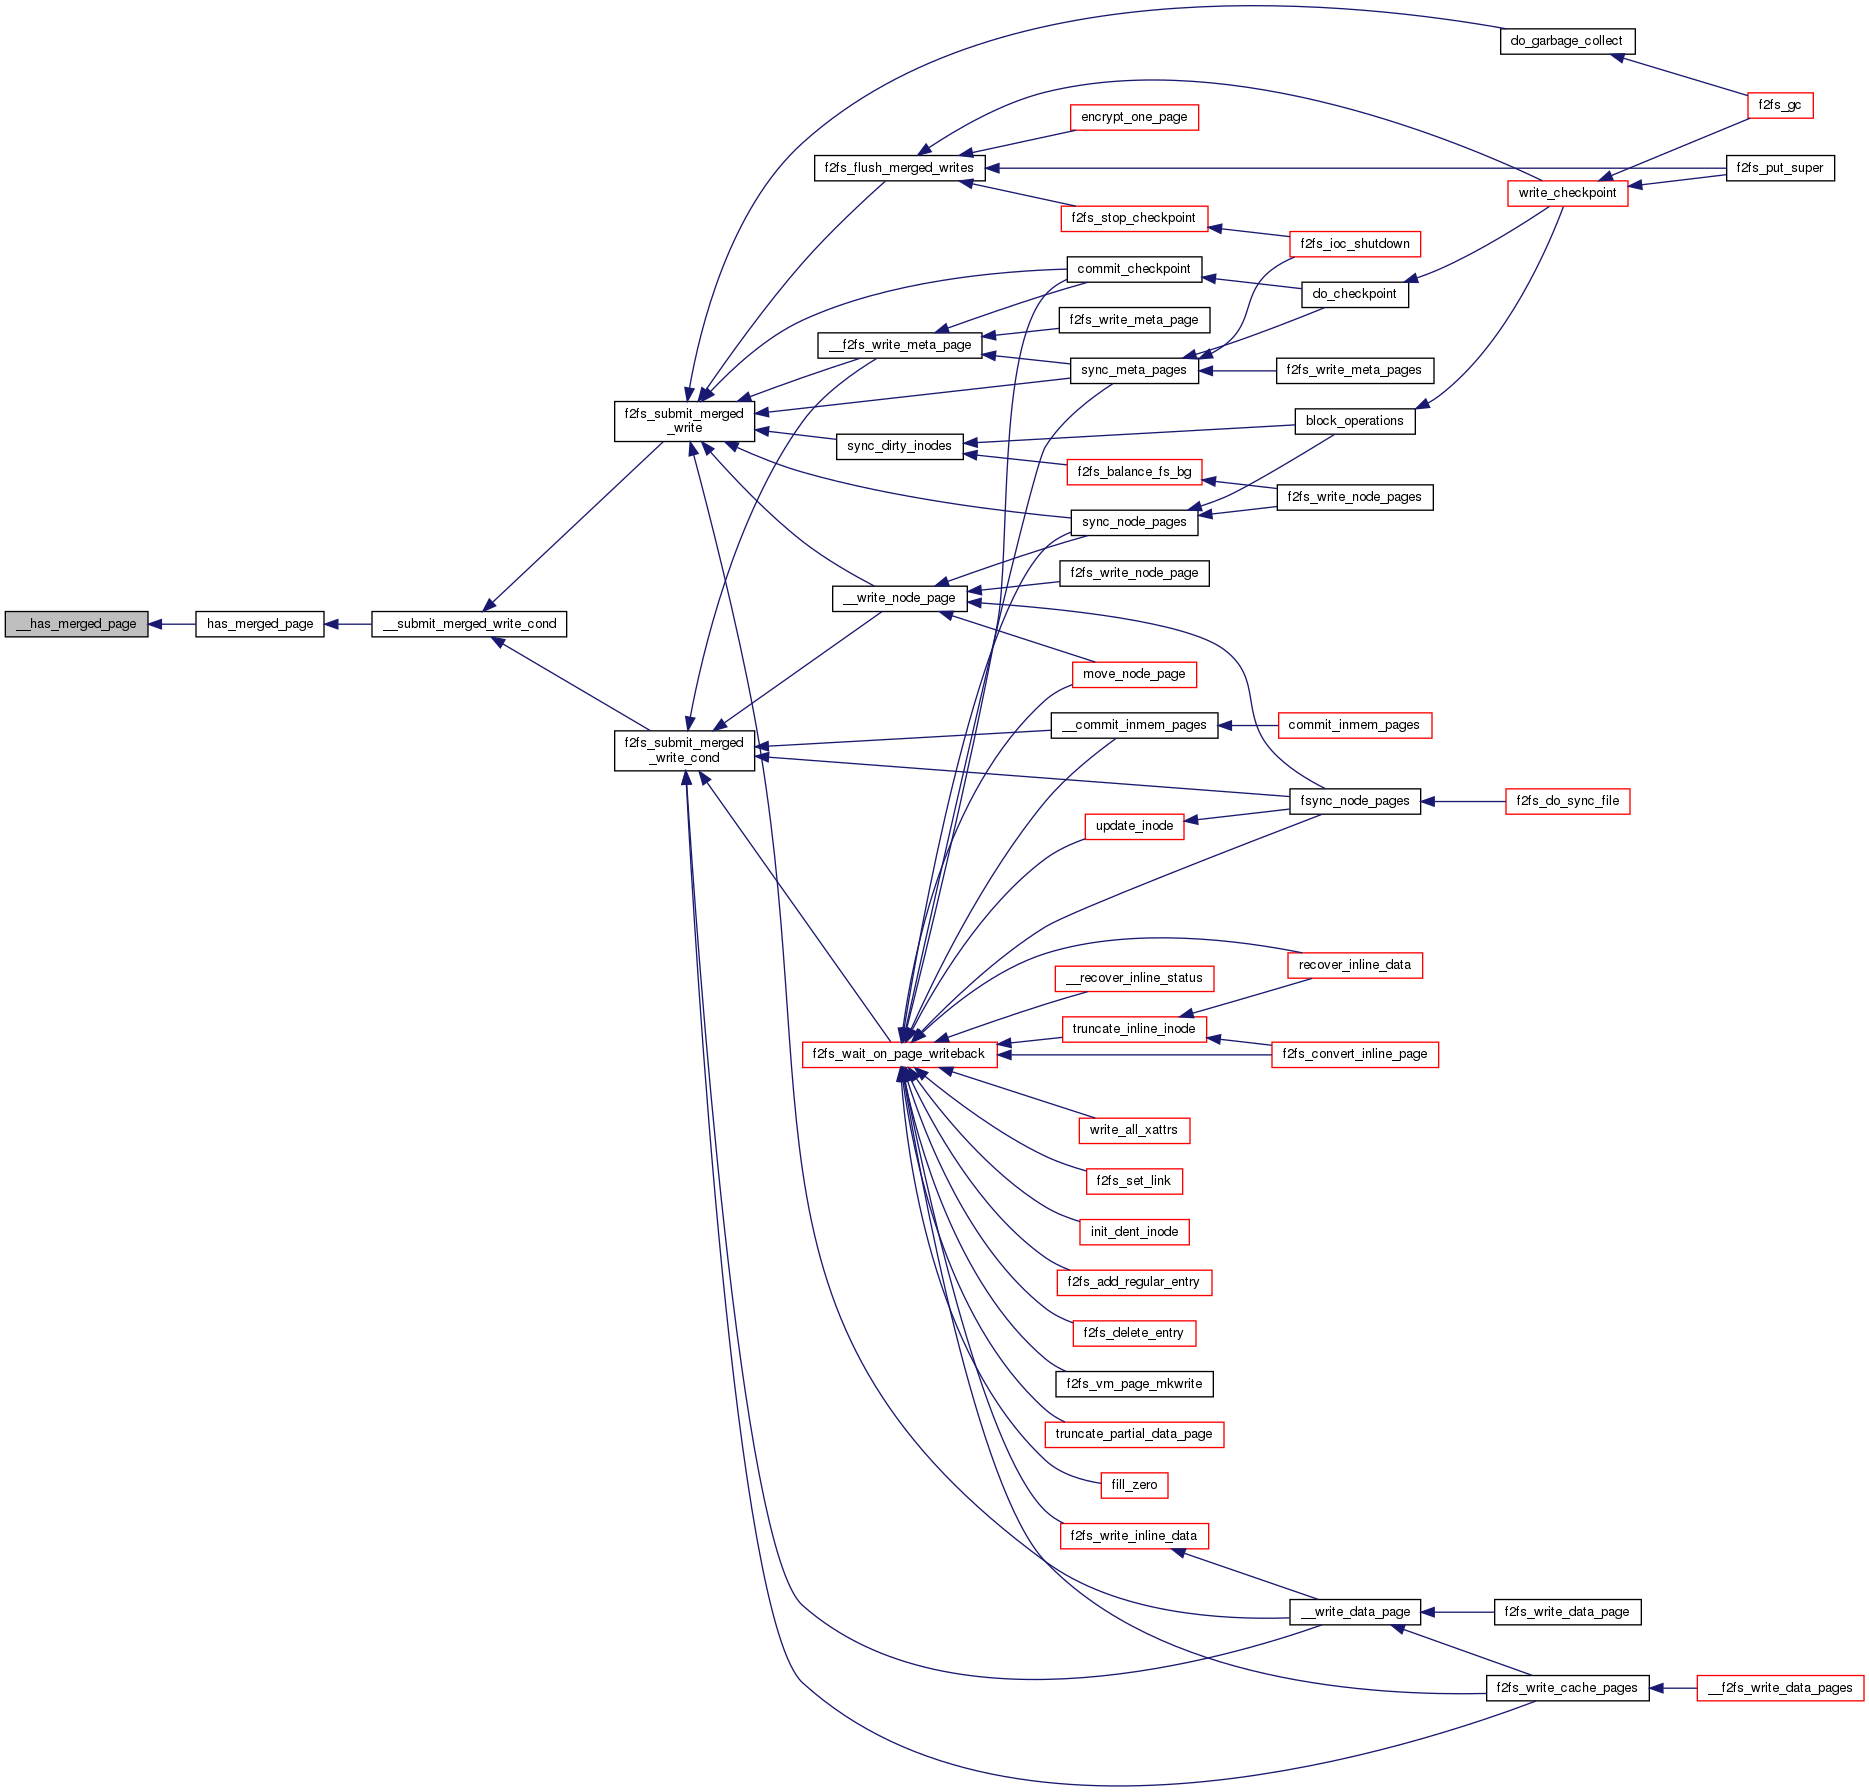 do_garbage_collect
f2fs_gc
encrypt_one_page
f2fs_flush_merged_writes
f2fs_put_super
write_checkpoint
f2fs_stop_checkpoint
f2fs_ioc_shutdown
commit_checkpoint
do_checkpoint
f2fs_write_meta_page
__f2fs_write_meta_page
sync_meta_pages
f2fs_write_meta_pages
f2fs_submit_merged
_write
block_operations
sync_dirty_inodes
f2fs_balance_fs_bg
f2fs_write_node_pages
sync_node_pages
f2fs_write_node_page
__write_node_page
__has_merged_page
has_merged_page
__submit_merged_write_cond
move_node_page
__commit_inmem_pages
commit_inmem_pages
f2fs_submit_merged
_write_cond
fsync_node_pages
f2fs_do_sync_file
update_inode
recover_inline_data
__recover_inline_status
truncate_inline_inode
f2fs_wait_on_page_writeback
f2fs_convert_inline_page
write_all_xattrs
f2fs_set_link
init_dent_inode
f2fs_add_regular_entry
f2fs_delete_entry
f2fs_vm_page_mkwrite
truncate_partial_data_page
fill_zero
f2fs_write_inline_data
__write_data_page
f2fs_write_data_page
f2fs_write_cache_pages
__f2fs_write_data_pages